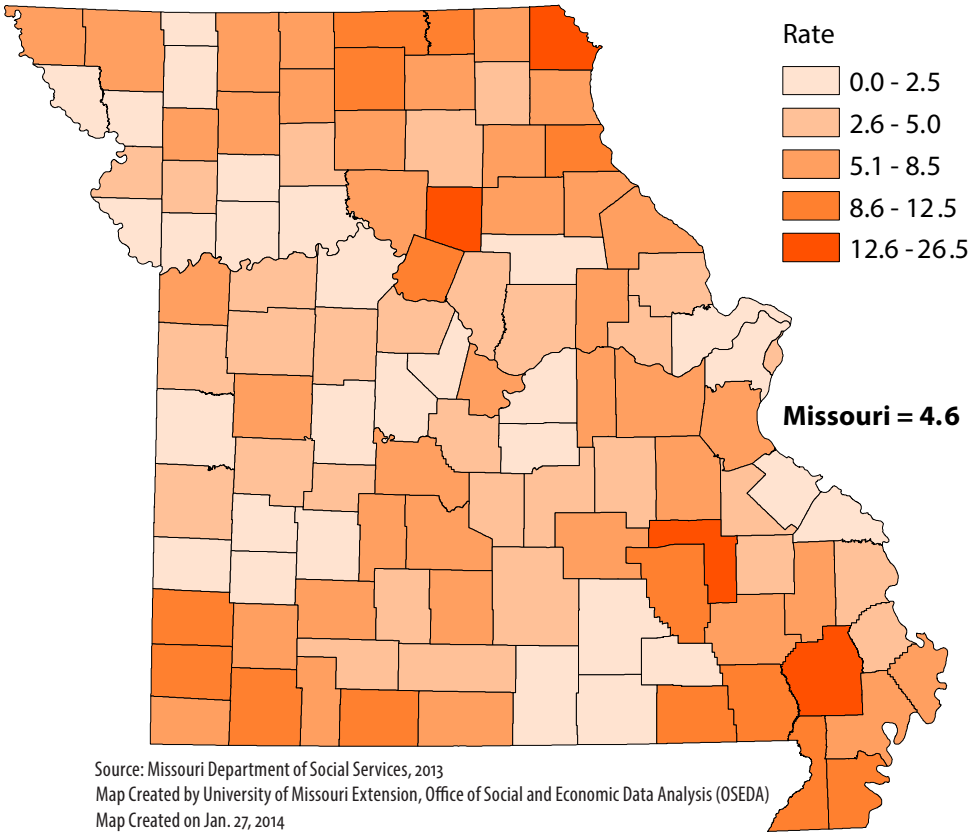 Rate
0.0 - 2.5
2.6 - 5.0
5.1 - 8.5
8.6 - 12.5
12.6 - 26.5
Missouri = 4.6
Source: Missouri Department of Social Services, 2013
Map Created by University of Missouri Extension, Office of Social and Economic Data Analysis (OSEDA)
Map Created on Jan. 27, 2014